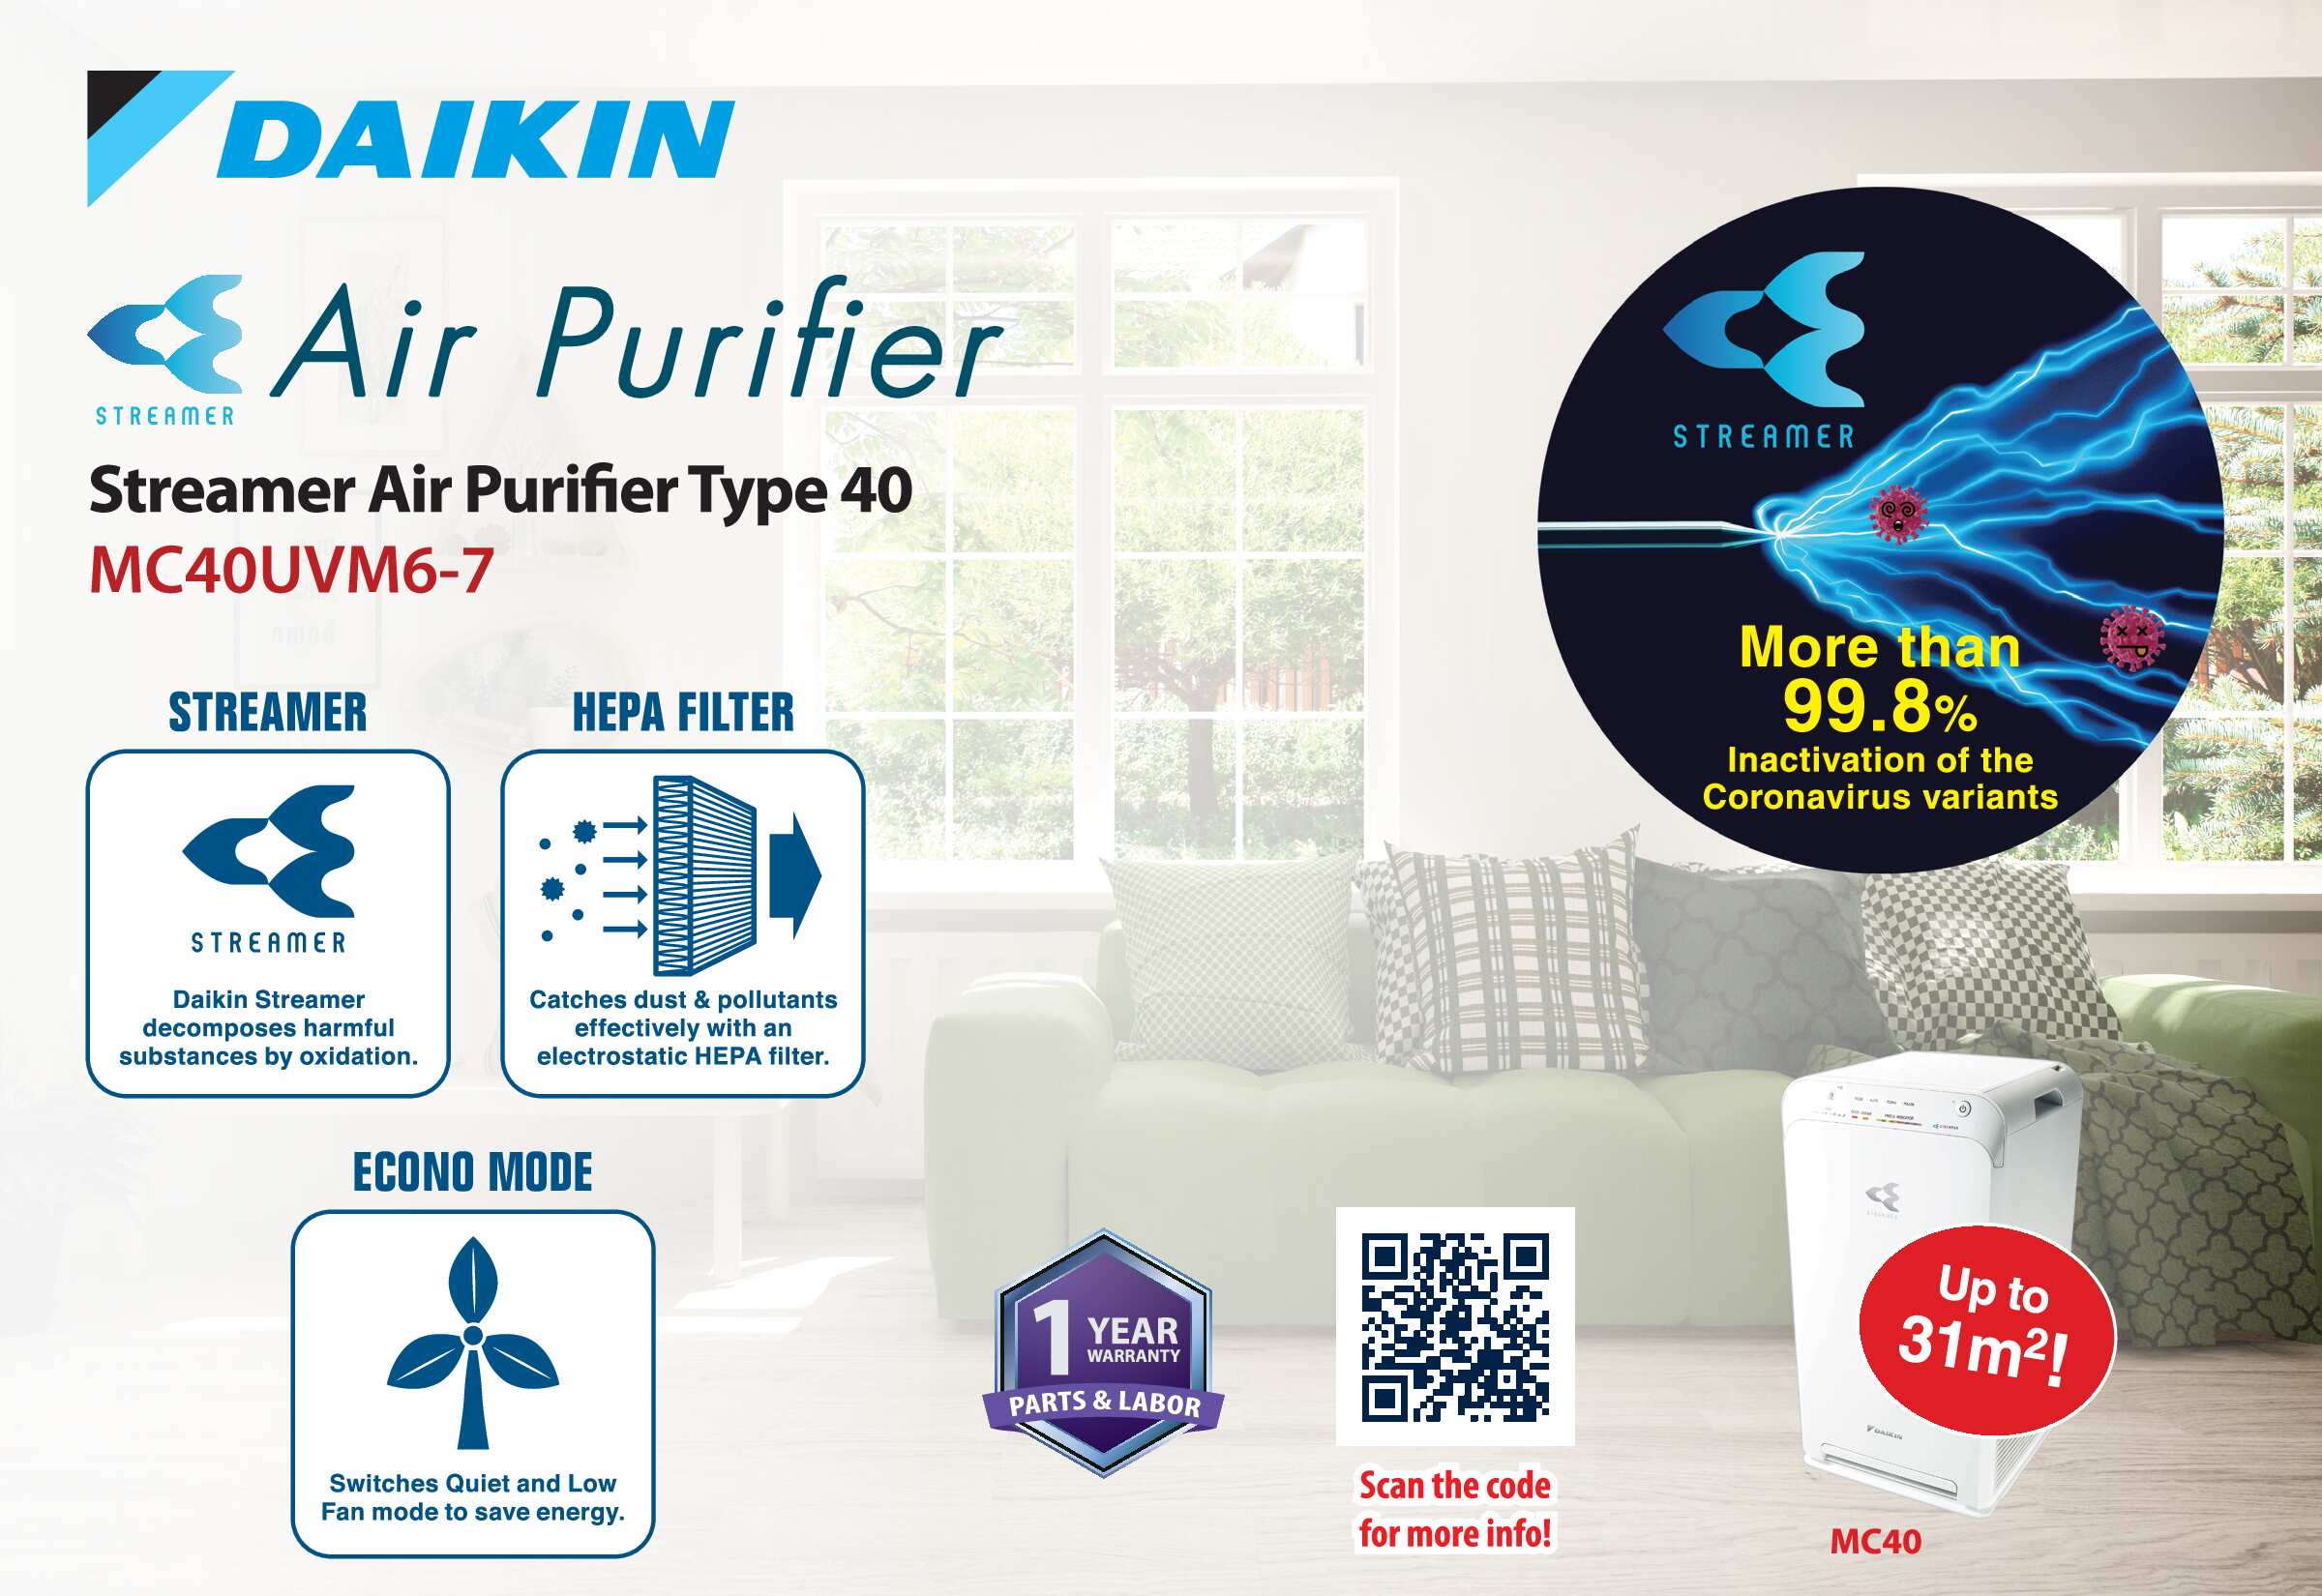 DAIKIN
STREAMER
Air Purifier
Streamer Air Purifier Type 40
MC40UVM6-7
STREAMER
STREAMER
Daikin Streamer
decomposes harmful
substances by oxidation.
HEPA FILTER
Catches dust & pollutants
effectively with an
electrostatic HEPA filter.
ECONO MODE
Switches Quiet and Low
Fan mode to save energy.
STREAMER
More than
99.8%
Inactivation of the
Coronavirus variants
1 YEAR
WARRANTY
PARTS & LABOR
Scan the code
for more info!
STREAMER
Up to
31m²!
DAIKIN
MC40